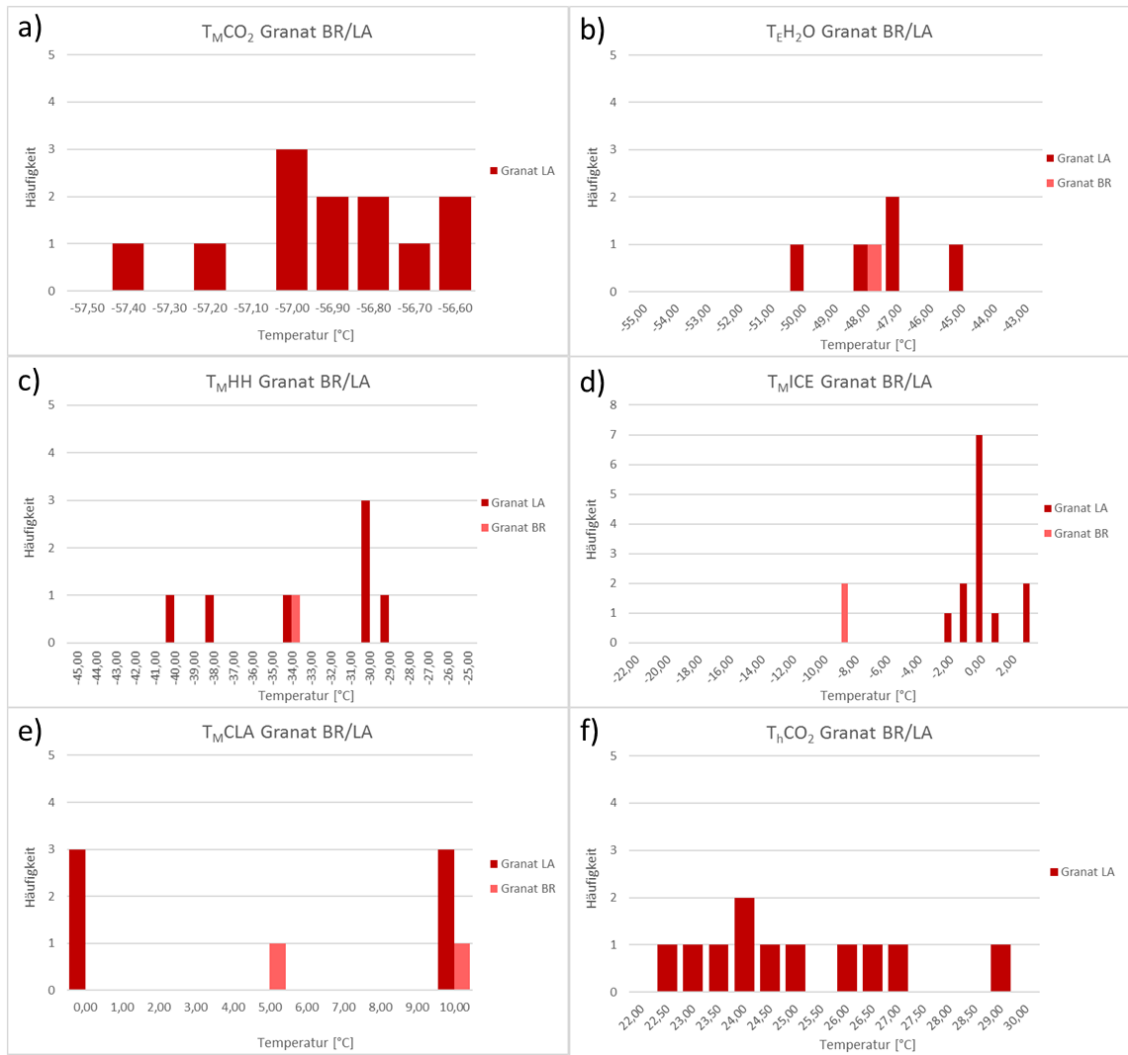 a)
T_MCO₂ Granat BR/LA
5
4
3
2
1
0
Häufigkeit
-57,50 -57,40 -57,30 -57,20 -57,10 -57,00 -56,90 -56,80 -56,70 -56,60
Temperatur [°C]
Granat LA
b)
T_EH₂O Granat BR/LA
5
4
3
2
1
0
Häufigkeit
-55,00 -54,00 -53,00 -52,00 -51,00 -50,00 -49,00 -48,00 -47,00 -46,00 -45,00 -44,00 -43,00
Temperatur [°C]
Granat LA
Granat BR
c)
T_MHH Granat BR/LA
5
4
3
2
1
0
Häufigkeit
-45,00 -44,00 -43,00 -42,00 -41,00 -40,00 -39,00 -38,00 -37,00 -36,00 -35,00 -34,00 -33,00 -32,00 -31,00 -30,00 -29,00 -28,00 -27,00 -26,00 -25,00
Temperatur [°C]
Granat LA
Granat BR
d)
T_MICE Granat BR/LA
8
7
6
5
4
3
2
1
0
Häufigkeit
-22,00 -20,00 -18,00 -16,00 -14,00 -12,00 -10,00 -8,00 -6,00 -4,00 -2,00 0,00 2,00
Temperatur [°C]
Granat LA
Granat BR
e)
T_MCLA Granat BR/LA
5
4
3
2
1
0
Häufigkeit
0,00 1,00 2,00 3,00 4,00 5,00 6,00 7,00 8,00 9,00 10,00
Temperatur [°C]
Granat LA
Granat BR
f)
T_hCO₂ Granat BR/LA
5
4
3
2
1
0
Häufigkeit
22,00 22,50 23,00 23,50 24,00 24,50 25,00 25,50 26,00 26,50 27,00 27,50 28,00 28,50 29,00 30,00
Temperatur [°C]
Granat LA